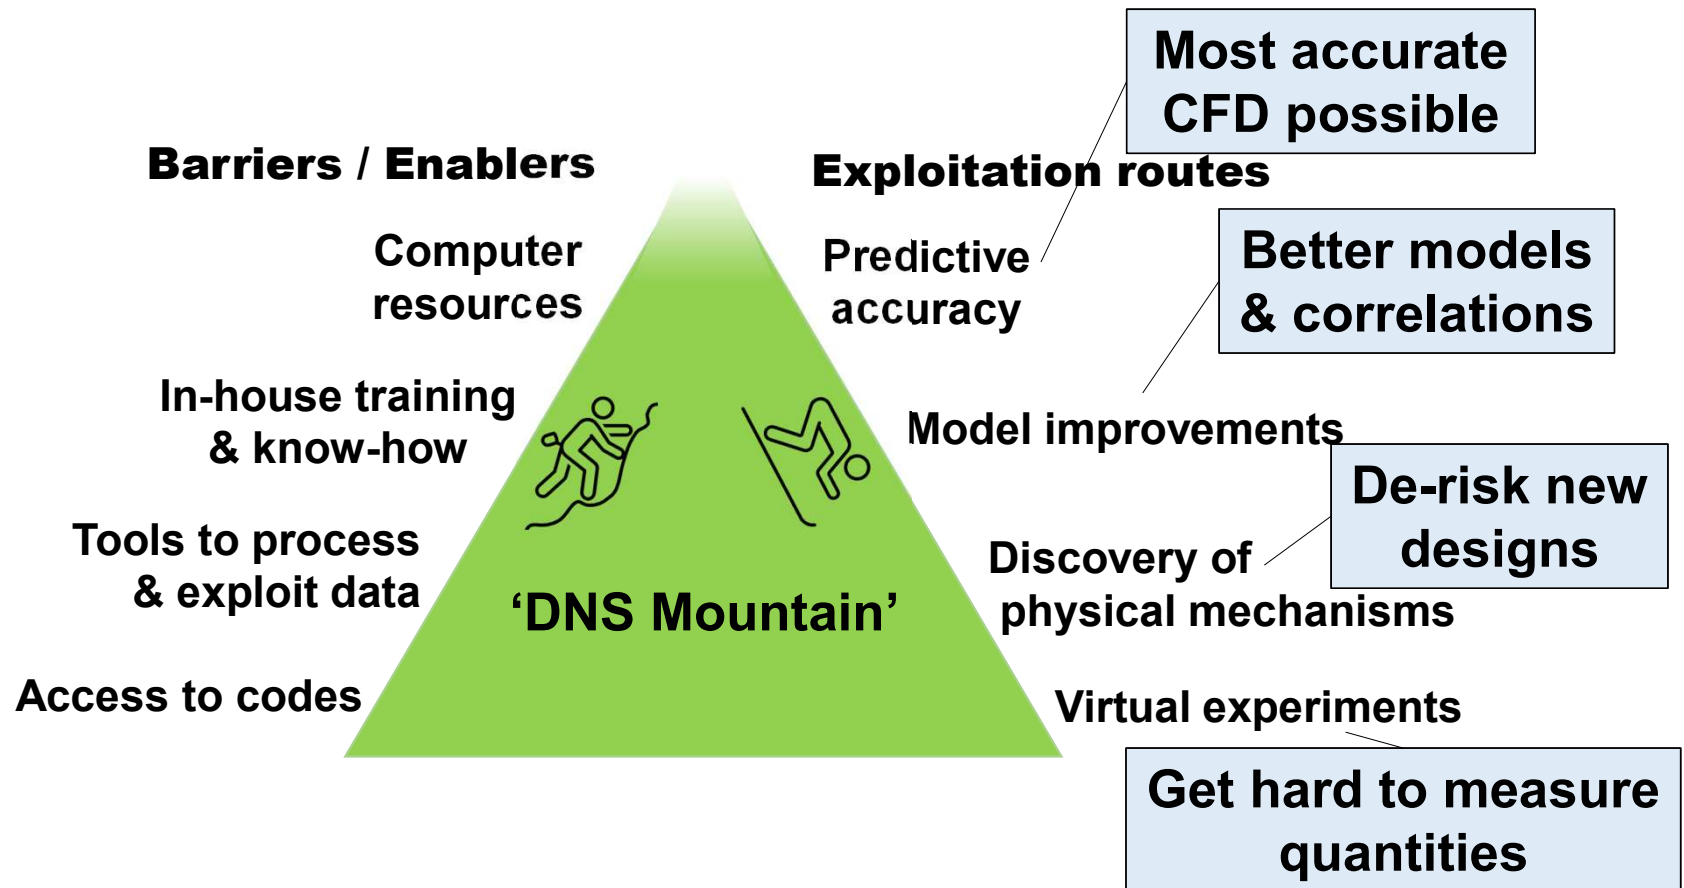 Barriers / Enablers
Computer
resources
In-house training
& know-how
Tools to process
& exploit data
Access to codes
‘DNS Mountain’
Exploitation routes
Predictive
accuracy
Most accurate
CFD possible
Model improvements
Better models
& correlations
Discovery of
physical mechanisms
De-risk new
designs
Virtual experiments
Get hard to measure
quantities